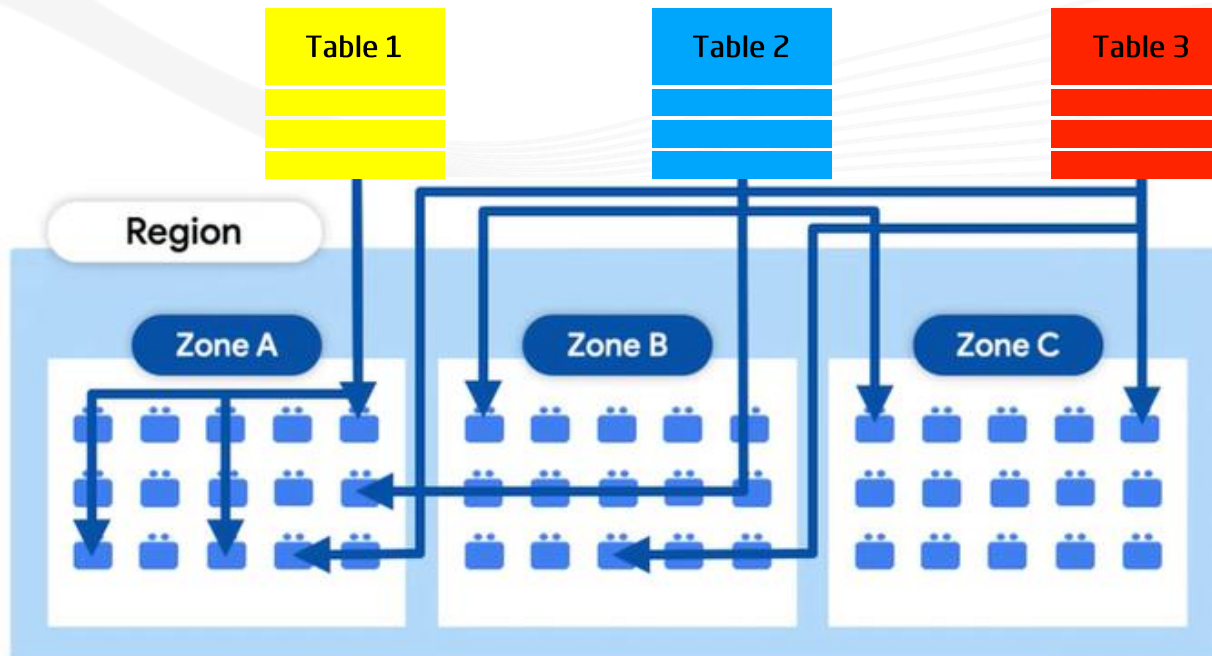 Table 1
Table 2
Table 3
Region
Zone A
Zone B
Zone C